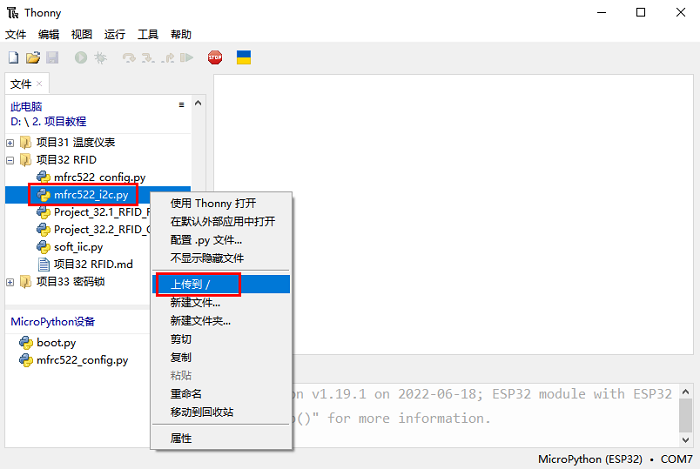 Thonny
文件 编辑 视图 运行 工具 帮助
STOP
文件 ×
此电脑
D: \ 2. 项目教程
项目31 温度仪表
项目32 RFID
mfrc522_config.py
mfrc522_i2c.py
Project_32.1_RFID_
Project_32.2_RFID_
soft_iic.py
项目32 RFID.md
项目33 密码锁
使用 Thonny 打开
在默认外部应用中打开
配置 .py 文件...
不显示隐藏文件
上传到 /
新建文件...
新建文件夹...
剪切
复制
粘贴
重命名
移动到回收站
属性
MicroPython设备
boot.py
mfrc522_config.py
on v1.19.1 on 2022-06-18; ESP32 module with ESP32
()" for more information.
MicroPython (ESP32) • COM7